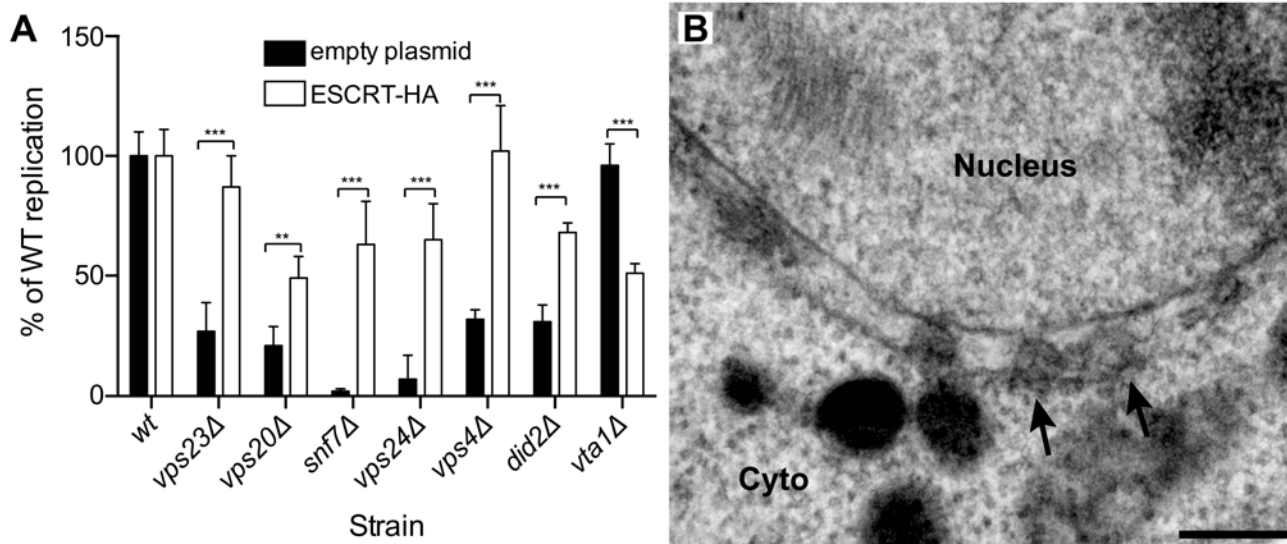 A
150
100
50
0
% of WT replication
empty plasmid
ESCRT-HA
***
**
***
***
***
***
***
wt
vps23Δ
vps20Δ
snf7Δ
vps24Δ
vps4Δ
did2Δ
vta1Δ
Strain
B
Nucleus
Cyto